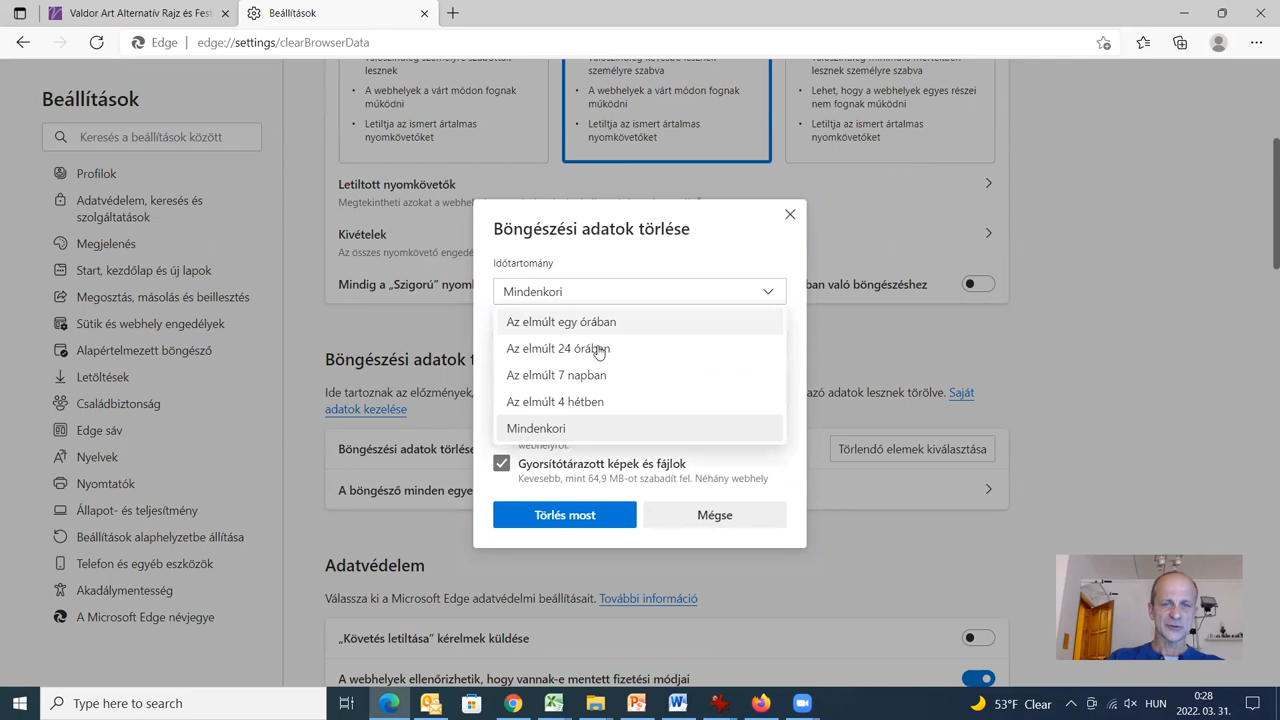 Valdor Art Alternatív Rajz és Fest
Beállítások
Edge
edge://settings/clearBrowserData
Beállítások
Keresés a beállítások között
Profilok
Adatvédelem, keresés és
szolgáltatások
Megjelenés
Start, kezdőlap és új lapok
Megosztás, másolás és beillesztés
Sütik és webhely engedélyek
Alapértelmezett böngésző
Letöltések
Családbiztonság
Edge sáv
Nyelvek
Nyomtatók
Állapot- és teljesítmény
Beállítások alaphelyzetbe állítása
Telefon és egyéb eszközök
Akadálymentesség
A Microsoft Edge névjegye
lesznek
• A webhelyek a várt módon fognak
működni
• Letiltja az ismert ártalmas
nyomkövetőket
személyre szabva
• A webhelyek a várt módon fognak
működni
• Letiltja az ismert ártalmas
nyomkövetőket
lesznek személyre szabva
• Lehet, hogy a webhelyek egyes részei
nem fognak működni
• Letiltja az ismert ártalmas
nyomkövetőket
Letiltott nyomkövetők
Megtekintheti azokat a
Kivételek
Az összes nyomkövető
Mindig a „Szigorú"
ban való böngészéshez
Böngészési adatok
Ide tartoznak az előzmények,
adatok lesznek törölve. Saját
adatok kezelése
Böngészési adatok
Törlendő elemek kiválasztása
A böngésző minden
Böngészési adatok törlése
Időtartomány
Mindenkori
Az elmúlt egy órában
Az elmúlt 24 órában
Az elmúlt 7 napban
Az elmúlt 4 hétben
Mindenkori
webhelyről.
Gyorsítótárazott képek és fájlok
Kevesebb, mint 64,9 MB-ot szabadít fel. Néhány webhely
Törlés most
Mégse
Adatvédelem
Válassza ki a Microsoft Edge adatvédelmi beállításait. További információ
„Követés letiltása" kérelmek küldése
A webhelyek ellenőrizhetik, hogy vannak-e mentett fizetési módjai
Type here to search
53°F Clear
HUN
0:28
2022. 03. 31.